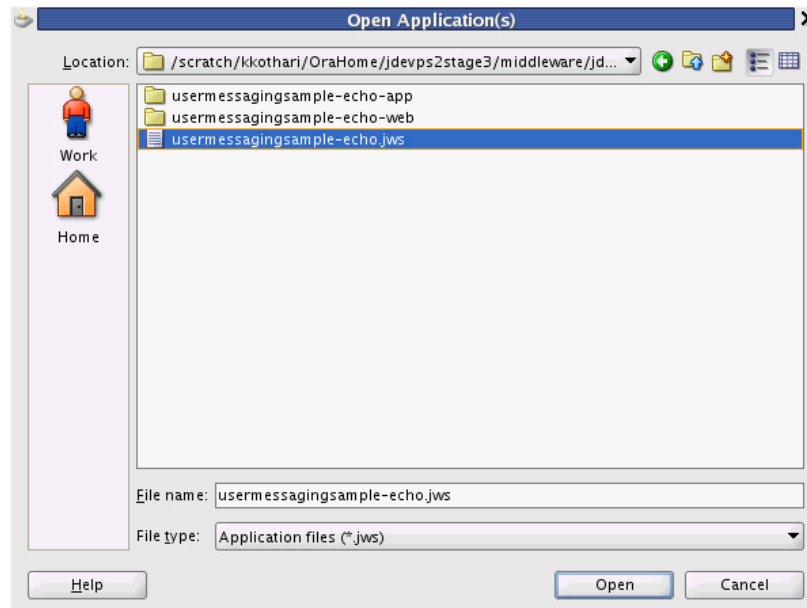 Open Application(s)
Location: /scratch/kkothari/OraHome/jdevps2stage3/middleware/jd...
usermessagingsample-echo-app
usermessagingsample-echo-web
usermessagingsample-echo.jws
Work
Home
File name: usermessagingsample-echo.jws
File type: Application files (*.jws)
Help Open Cancel